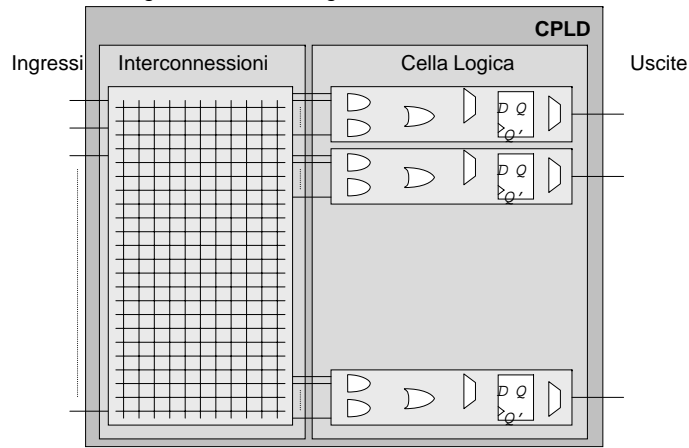 CPLD
Ingressi Interconnessioni Cella Logica Uscite
D Q
Q'
D Q
Q'
D Q
Q'